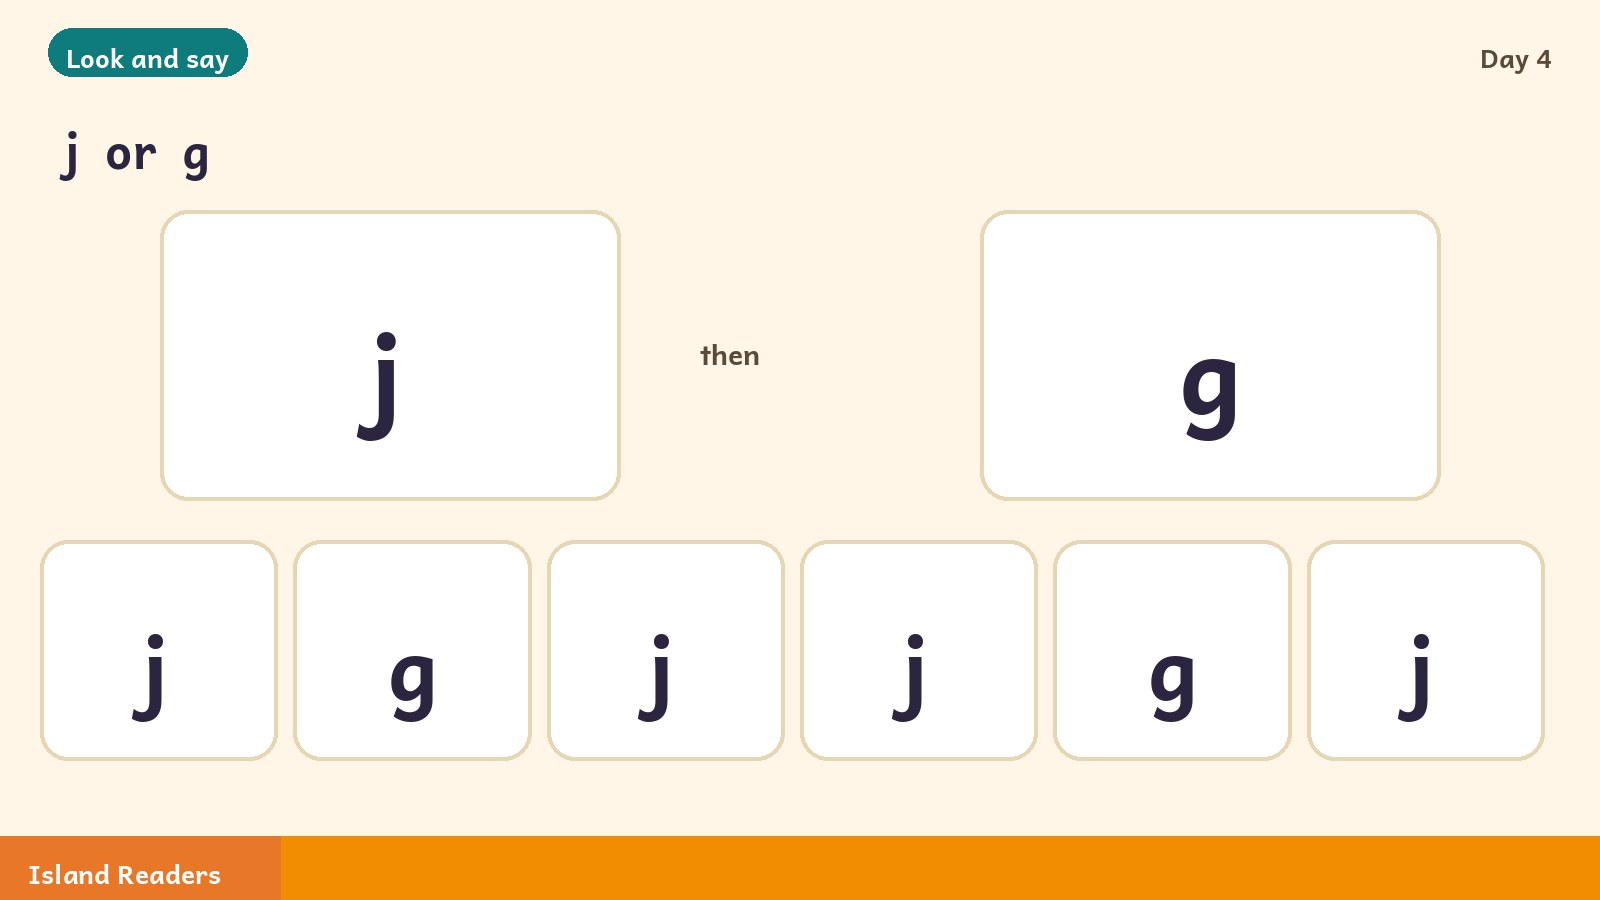 Look and say
Day 4
j or g
j then g
j g j j g j
Island Readers